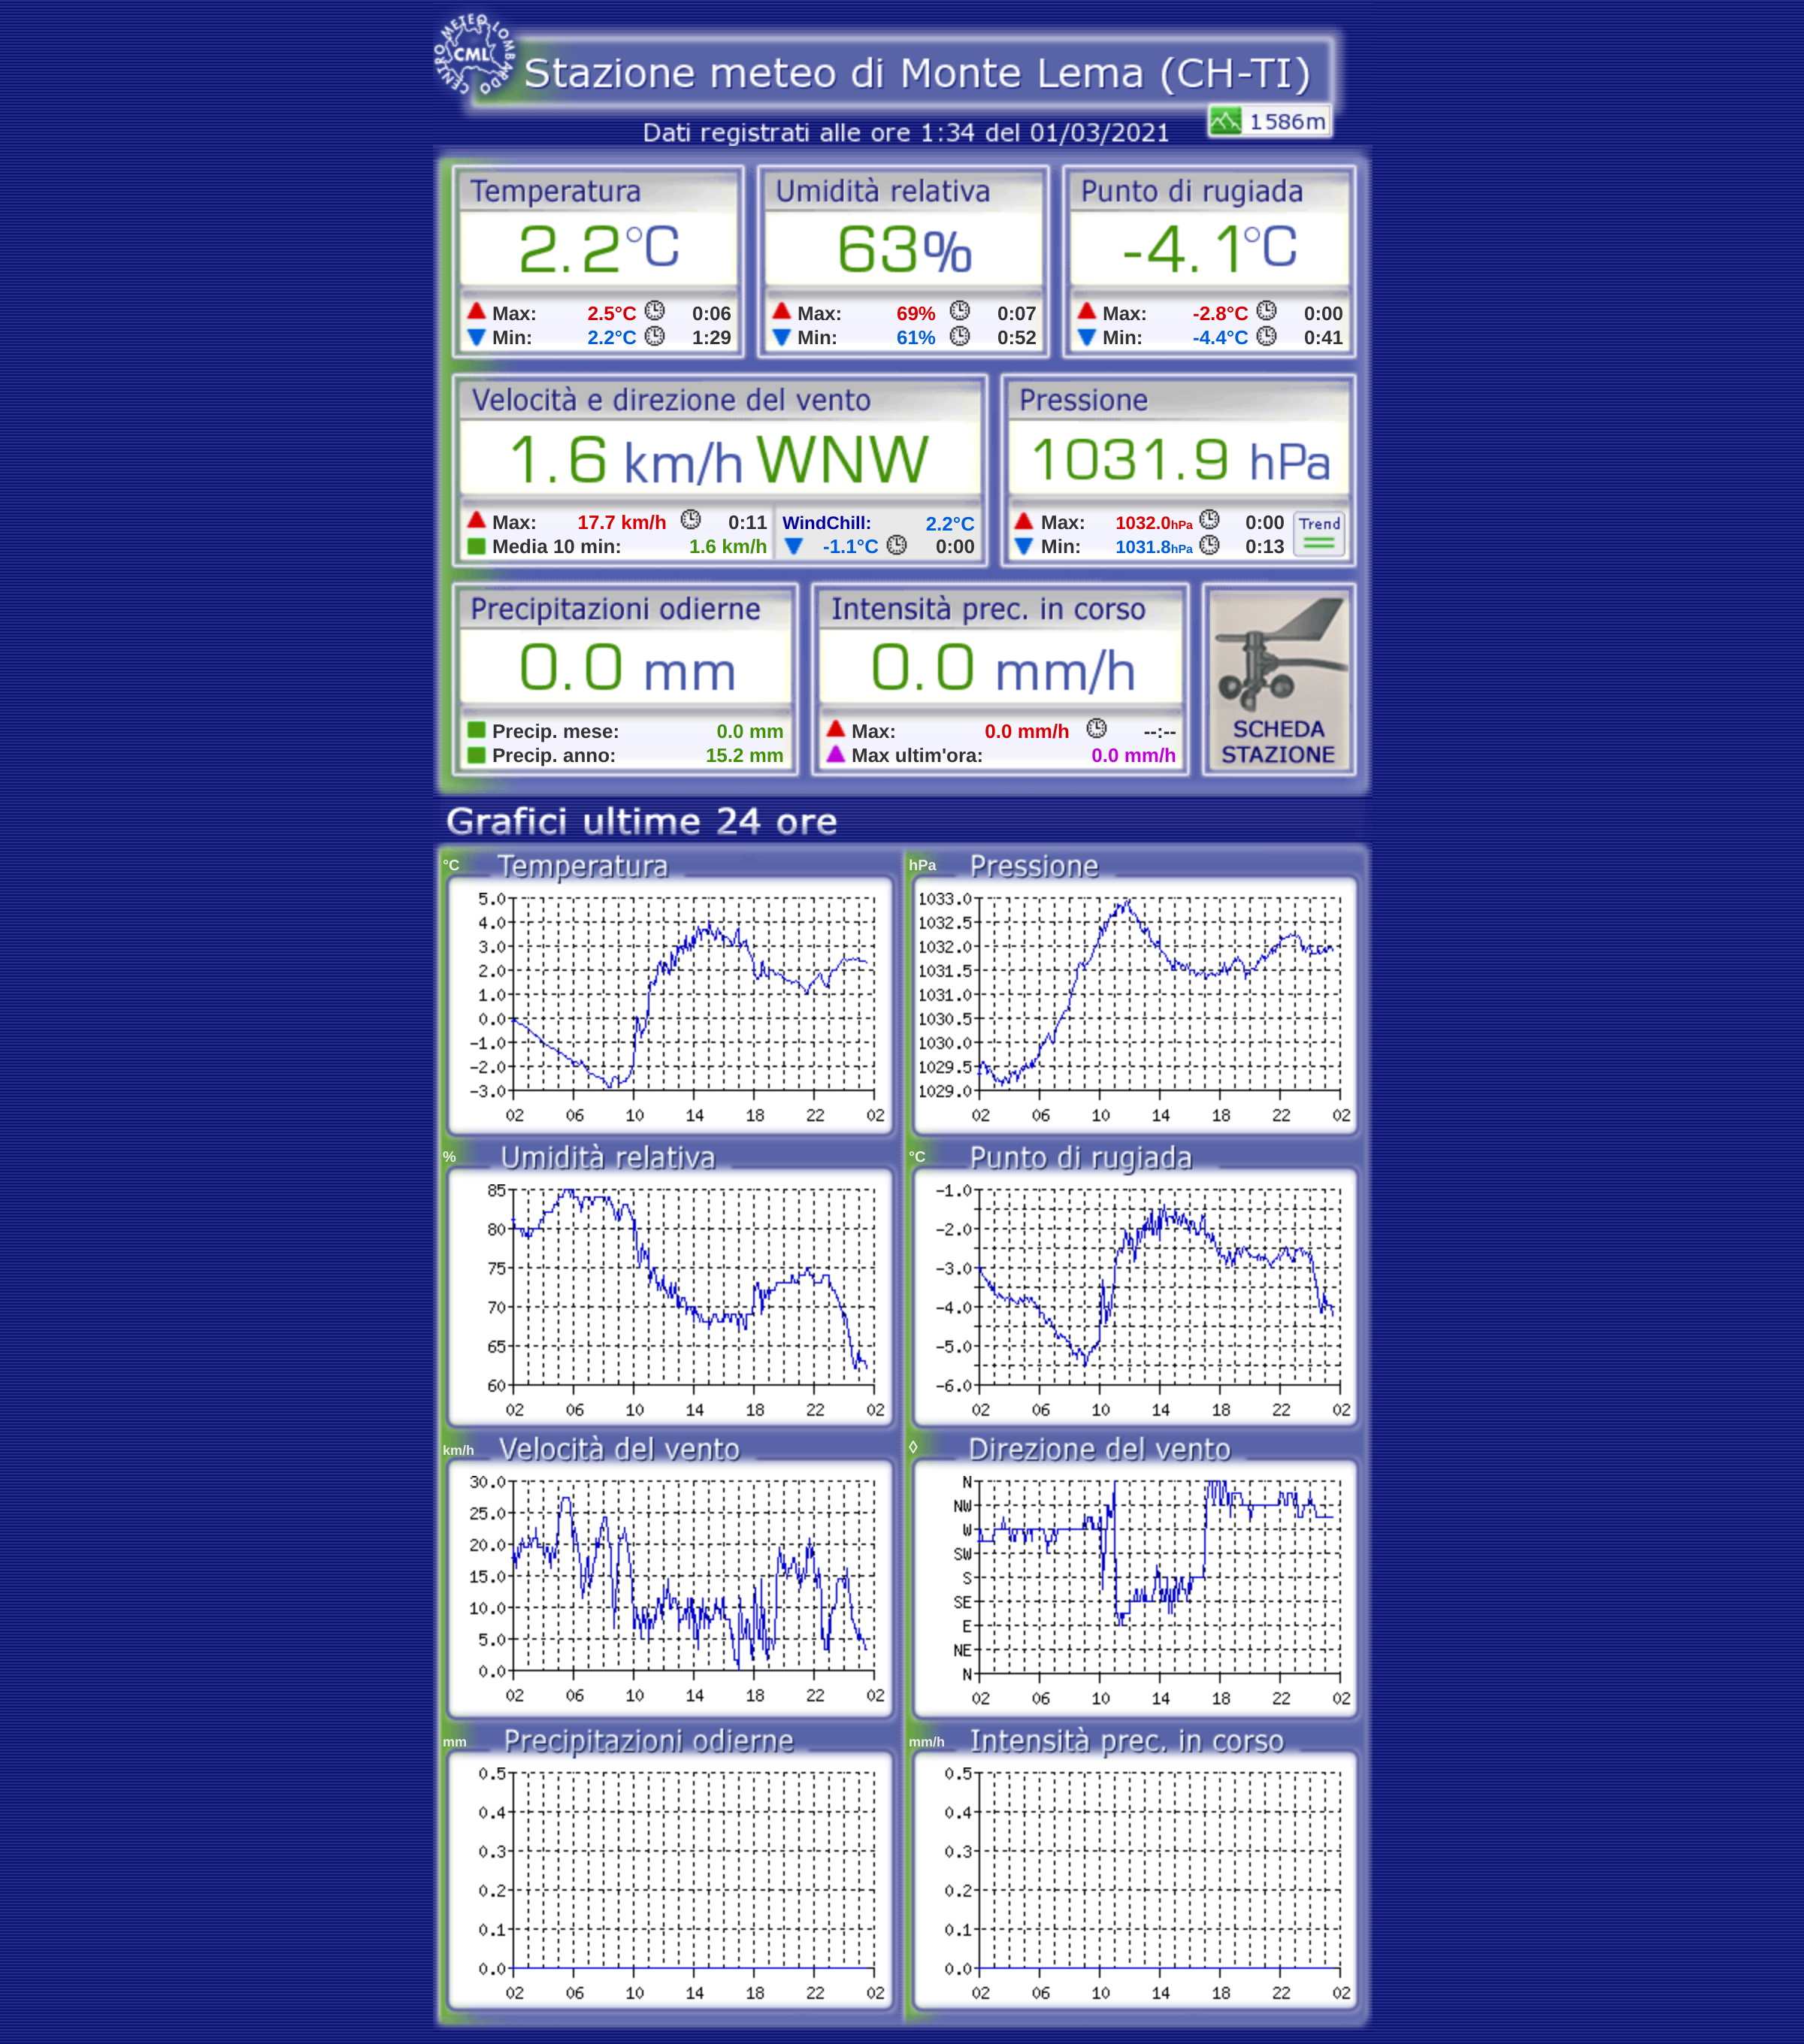 CENTRO METEO LOMBARDO
CML
Stazione meteo di Monte Lema (CH-TI)
1586m
Dati registrati alle ore 1:34 del 01/03/2021
Temperatura
2.2°C
Max: 2.5°C 0:06
Min: 2.2°C 1:29
Umidità relativa
63%
Max: 69% 0:07
Min: 61% 0:52
Punto di rugiada
-4.1°C
Max: -2.8°C 0:00
Min: -4.4°C 0:41
Velocità e direzione del vento
1.6 km/h WNW
Max: 17.7 km/h 0:11
Media 10 min: 1.6 km/h
WindChill: 2.2°C
-1.1°C 0:00
Pressione
1031.9 hPa
Max: 1032.0hPa 0:00
Min: 1031.8hPa 0:13
Trend
Precipitazioni odierne
0.0 mm
Precip. mese: 0.0 mm
Precip. anno: 15.2 mm
Intensità prec. in corso
0.0 mm/h
Max: 0.0 mm/h --:--
Max ultim'ora: 0.0 mm/h
SCHEDA
STAZIONE
Grafici ultime 24 ore
°C Temperatura
5.0
4.0
3.0
2.0
1.0
0.0
-1.0
-2.0
-3.0
02 06 10 14 18 22 02
hPa Pressione
1033.0
1032.5
1032.0
1031.5
1031.0
1030.5
1030.0
1029.5
1029.0
02 06 10 14 18 22 02
% Umidità relativa
85
80
75
70
65
60
02 06 10 14 18 22 02
°C Punto di rugiada
-1.0
-2.0
-3.0
-4.0
-5.0
-6.0
02 06 10 14 18 22 02
km/h Velocità del vento
30.0
25.0
20.0
15.0
10.0
5.0
0.0
02 06 10 14 18 22 02
◊ Direzione del vento
N
NW
W
SW
S
SE
E
NE
N
02 06 10 14 18 22 02
mm Precipitazioni odierne
0.5
0.4
0.3
0.2
0.1
0.0
02 06 10 14 18 22 02
mm/h Intensità prec. in corso
0.5
0.4
0.3
0.2
0.1
0.0
02 06 10 14 18 22 02